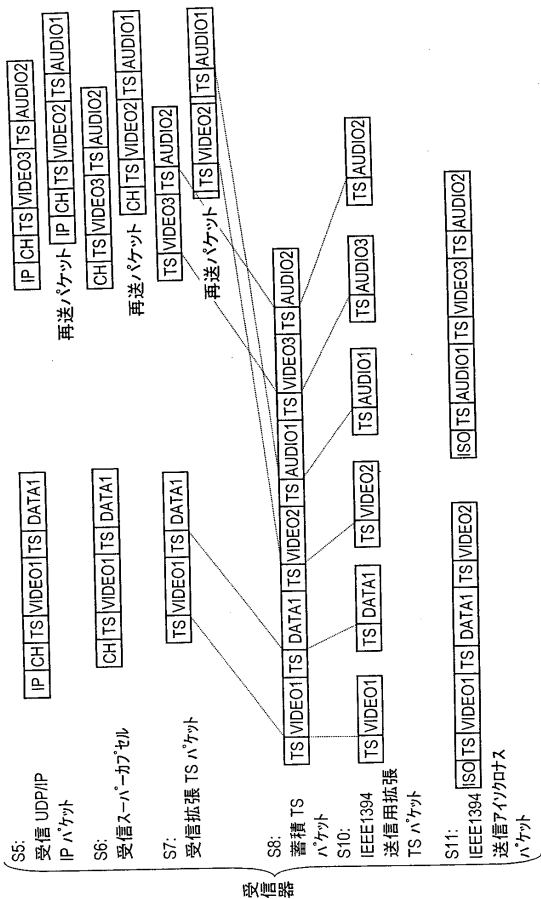 受信器
S5:
受信 UDP/IP
IP パケット
IP CH TS VIDEO1 TS DATA1
IP CH TS VIDEO3 TS AUDIO2
再送パケット IP CH TS VIDEO2 TS AUDIO1
S6:
受信スーパーカプセル
CH TS VIDEO1 TS DATA1
CH TS VIDEO3 TS AUDIO2
再送パケット CH TS VIDEO2 TS AUDIO1
S7:
受信拡張 TS パケット
TS VIDEO1 TS DATA1
TS VIDEO3 TS AUDIO2
再送パケット TS VIDEO2 TS AUDIO1
S8:
蓄積 TS
パケット
TS VIDEO1 TS DATA1 TS VIDEO2 TS AUDIO1 TS VIDEO3 TS AUDIO2
S10:
IEEE1394
送信用拡張
TS パケット
TS VIDEO1
TS DATA1
TS VIDEO2
TS AUDIO1
TS AUDIO3
TS AUDIO2
S11:
IEEE1394
送信アイソクロナス
パケット
ISO TS VIDEO1 TS DATA1 TS VIDEO2
ISO TS AUDIO1 TS VIDEO3 TS AUDIO2